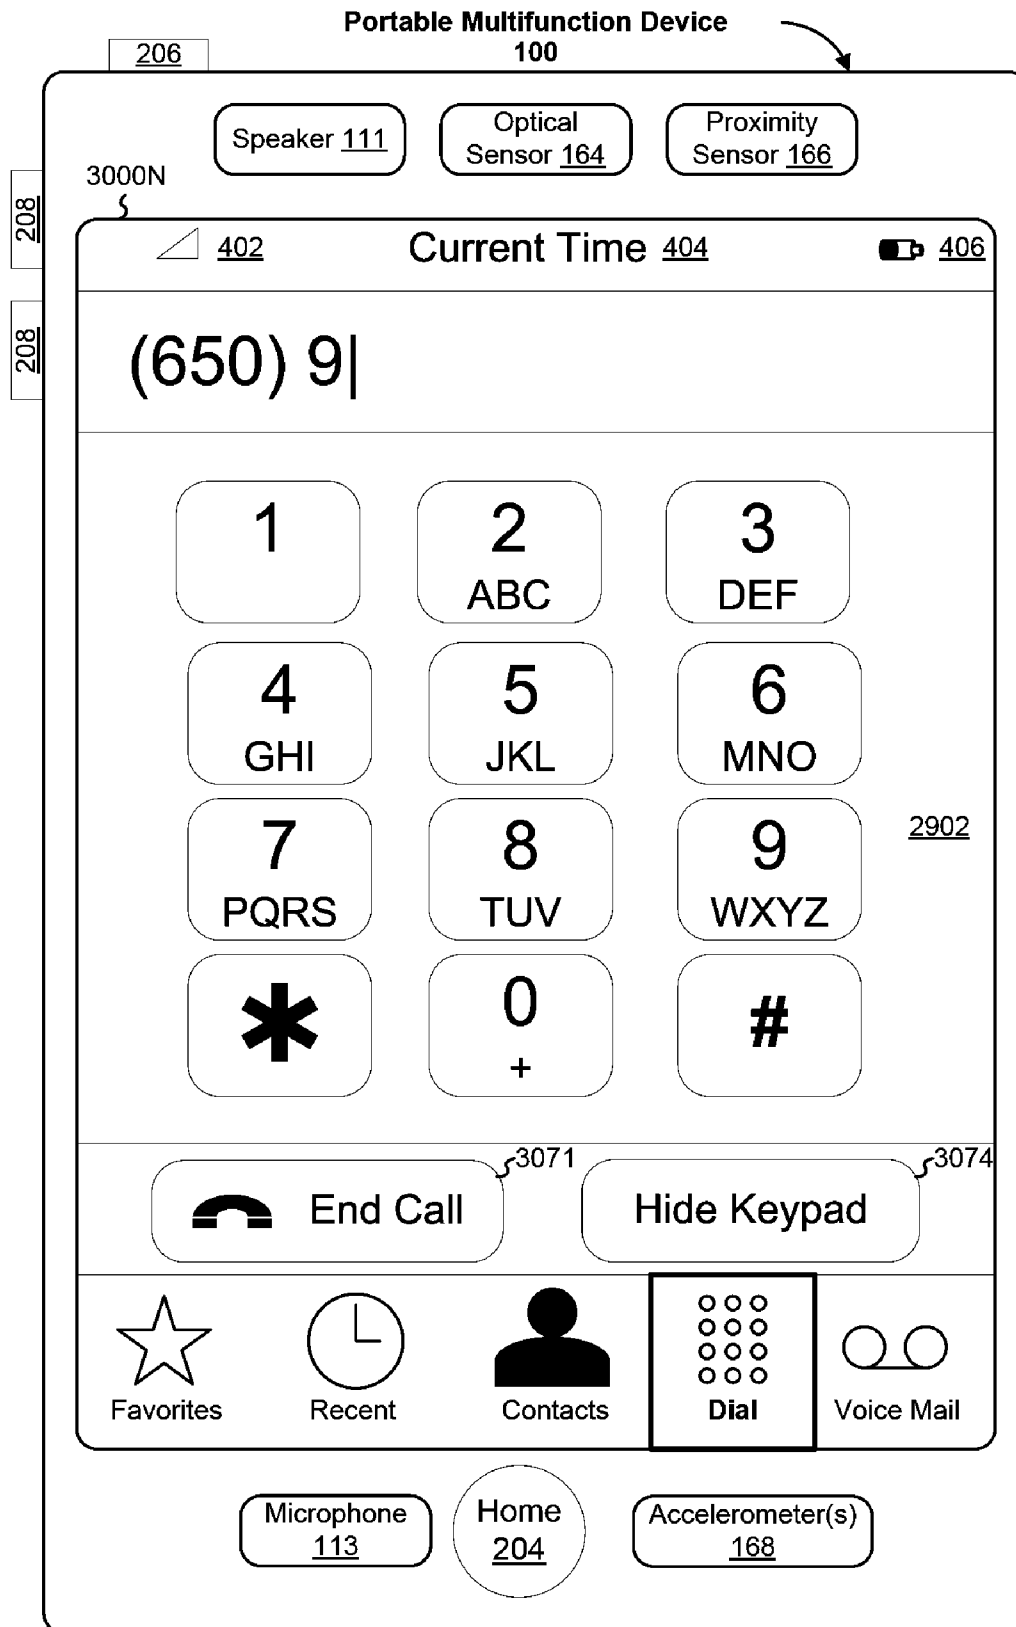 Portable Multifunction Device
100
206
Speaker 111
Optical
Sensor 164
Proximity
Sensor 166
3000N
208
208
402
Current Time 404
406
(650) 9|
1
2
ABC
3
DEF
4
GHI
5
JKL
6
MNO
7
PQRS
8
TUV
9
WXYZ
2902
*
0
+
#
3071
3074
End Call
Hide Keypad
Favorites
Recent
Contacts
Dial
Voice Mail
Microphone
113
Home
204
Accelerometer(s)
168